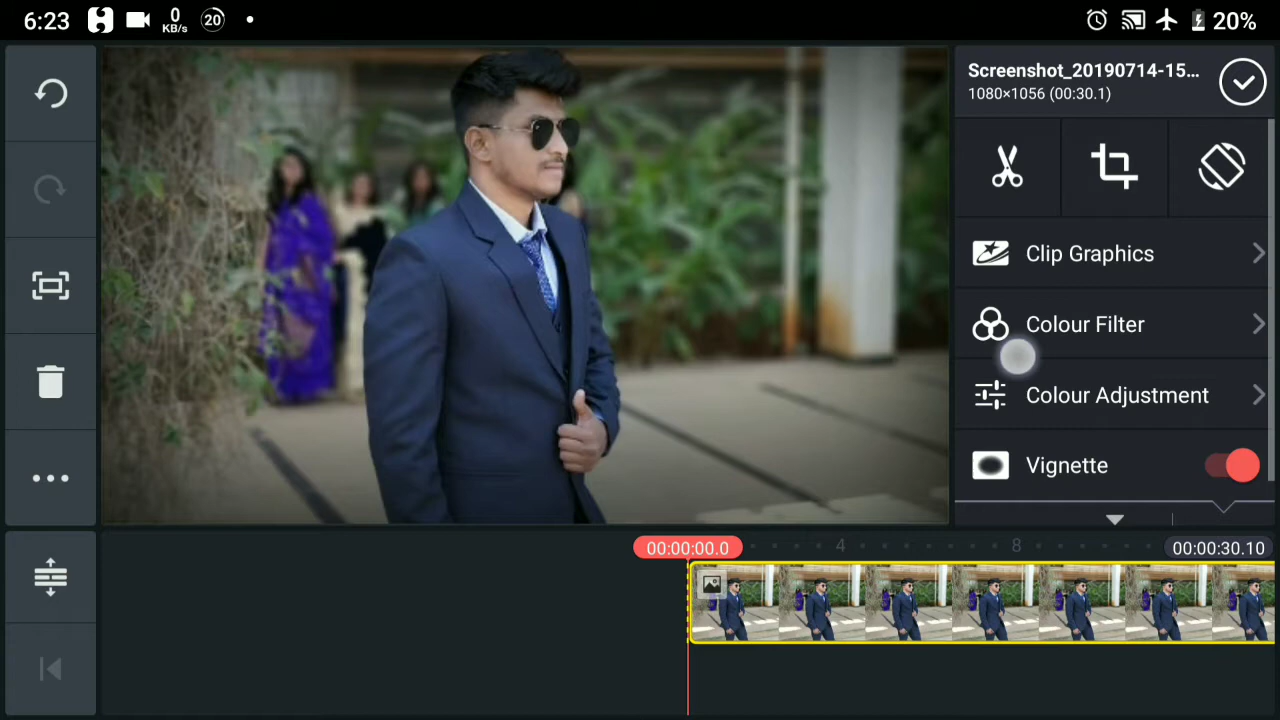 6:23
0
KB/s
20
20%
Screenshot_20190714-15...
1080×1056 (00:30.1)
Clip Graphics
Colour Filter
Colour Adjustment
Vignette
00:00:00.0
4
8
00:00:30.10